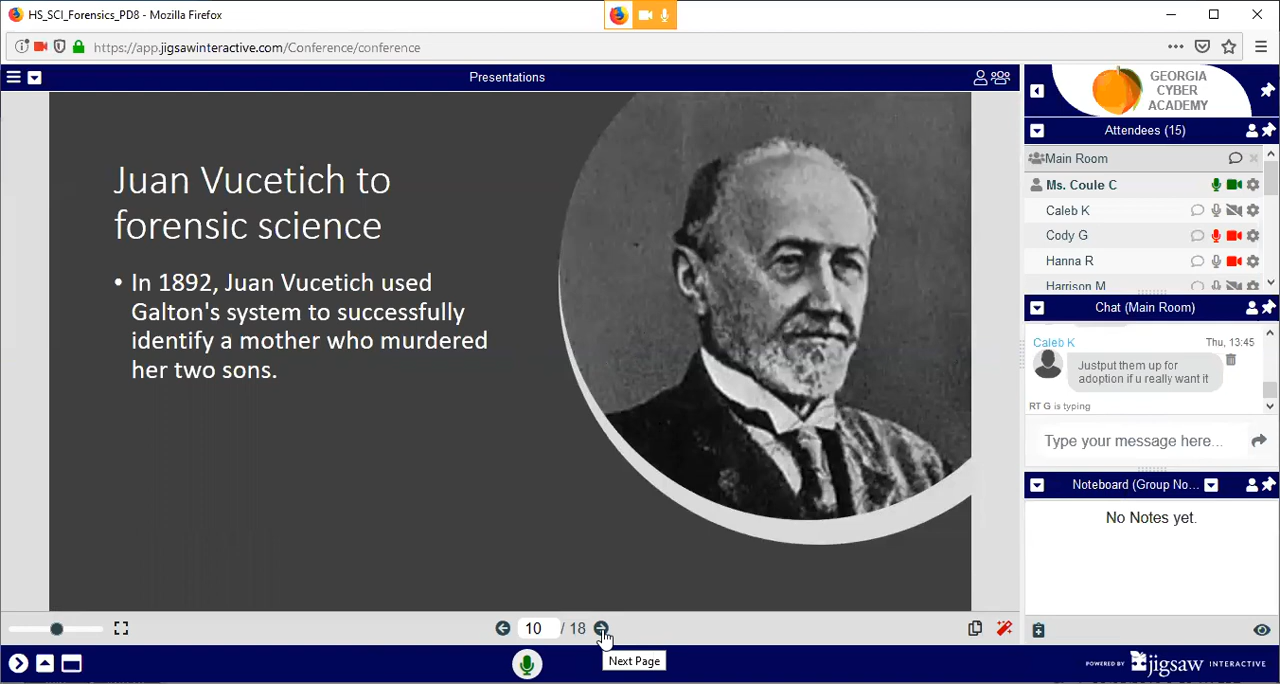 HS_SCI_Forensics_PD8 - Mozilla Firefox
https://app.jigsawinteractive.com/Conference/conference
Presentations
GEORGIA
CYBER
ACADEMY
Attendees (15)
Main Room
Ms. Coule C
Caleb K
Cody G
Hanna R
Harrison M
Juan Vucetich to
forensic science
• In 1892, Juan Vucetich used
Galton's system to successfully
identify a mother who murdered
her two sons.
Chat (Main Room)
Caleb K Thu, 13:45
Justput them up for
adoption if u really want it
RT G is typing
Type your message here...
Noteboard (Group No...
No Notes yet.
10 / 18
Next Page
POWERED BY jigsaw INTERACTIVE